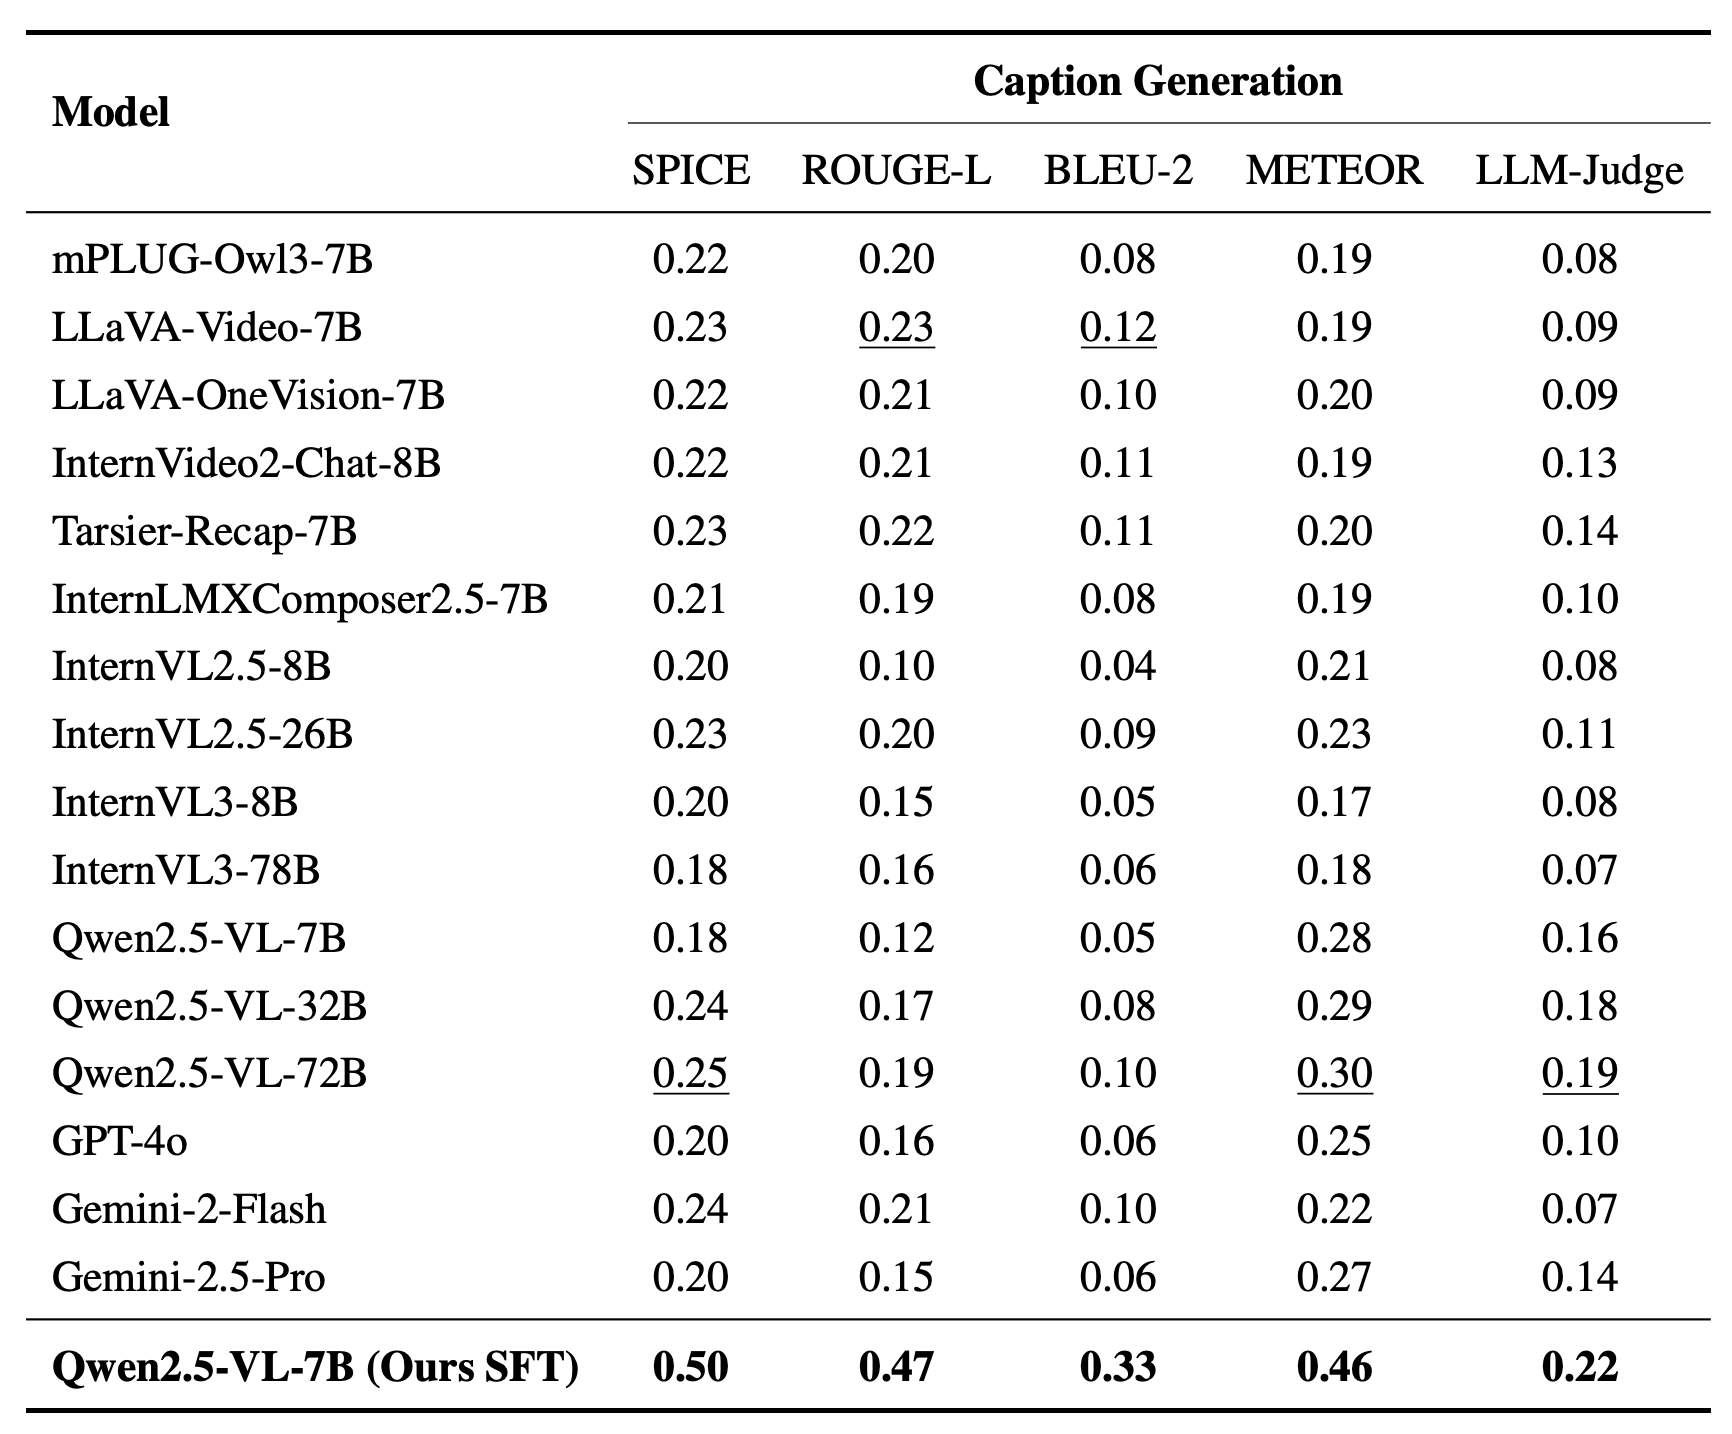 Model Caption Generation
SPICE ROUGE-L BLEU-2 METEOR LLM-Judge
mPLUG-Owl3-7B 0.22 0.20 0.08 0.19 0.08
LLaVA-Video-7B 0.23 0.23 0.12 0.19 0.09
LLaVA-OneVision-7B 0.22 0.21 0.10 0.20 0.09
InternVideo2-Chat-8B 0.22 0.21 0.11 0.19 0.13
Tarsier-Recap-7B 0.23 0.22 0.11 0.20 0.14
InternLMXComposer2.5-7B 0.21 0.19 0.08 0.19 0.10
InternVL2.5-8B 0.20 0.10 0.04 0.21 0.08
InternVL2.5-26B 0.23 0.20 0.09 0.23 0.11
InternVL3-8B 0.20 0.15 0.05 0.17 0.08
InternVL3-78B 0.18 0.16 0.06 0.18 0.07
Qwen2.5-VL-7B 0.18 0.12 0.05 0.28 0.16
Qwen2.5-VL-32B 0.24 0.17 0.08 0.29 0.18
Qwen2.5-VL-72B 0.25 0.19 0.10 0.30 0.19
GPT-4o 0.20 0.16 0.06 0.25 0.10
Gemini-2-Flash 0.24 0.21 0.10 0.22 0.07
Gemini-2.5-Pro 0.20 0.15 0.06 0.27 0.14
Qwen2.5-VL-7B (Ours SFT) 0.50 0.47 0.33 0.46 0.22